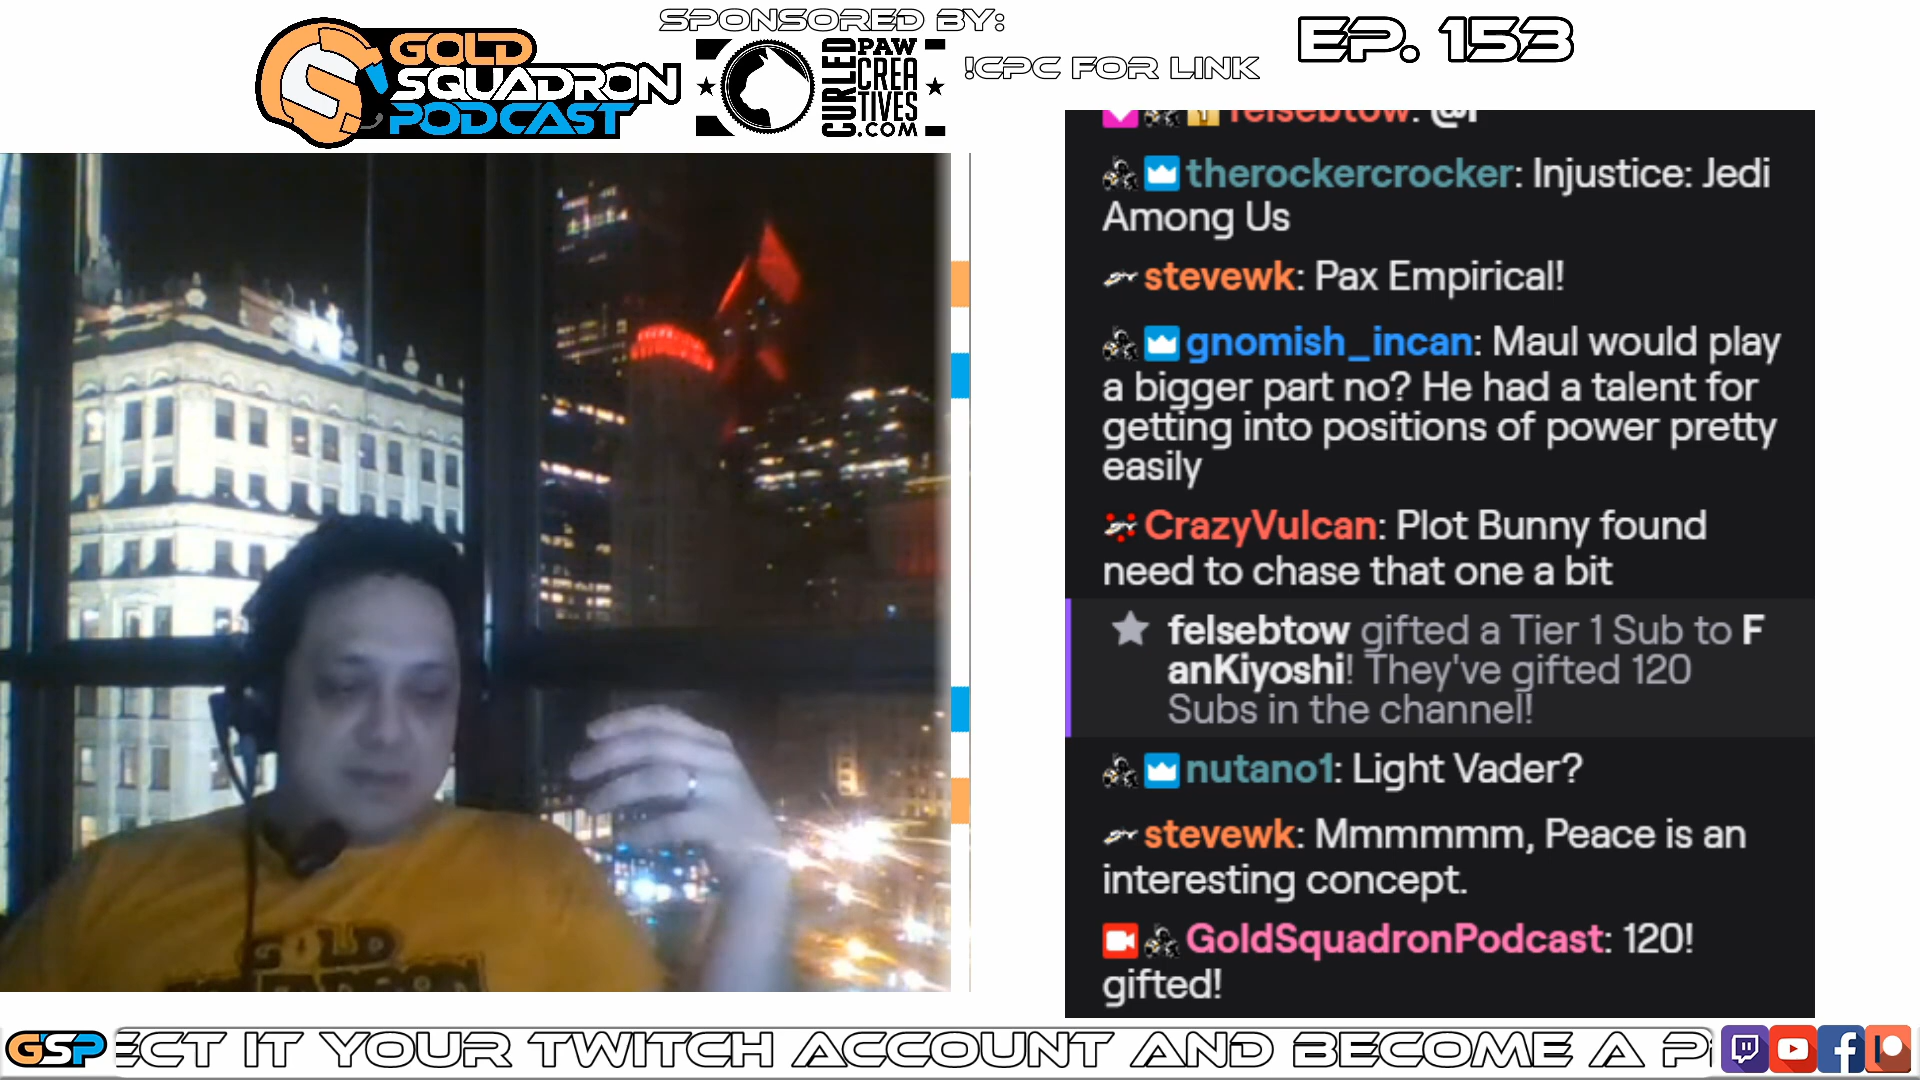 GOLD
SQUADRON
PODCAST
SPONSORED BY:
CURLED
PAW
CREA
TIVES
.COM
!CPC FOR LINK
EP. 153
felsebtow:
therockercrocker: Injustice: Jedi
Among Us
stevewk: Pax Empirical!
gnomish_incan: Maul would play
a bigger part no? He had a talent for
getting into positions of power pretty
easily
CrazyVulcan: Plot Bunny found
need to chase that one a bit
felsebtow gifted a Tier 1 Sub to F
anKiyoshi! They've gifted 120
Subs in the channel!
nutano1: Light Vader?
stevewk: Mmmmmm, Peace is an
interesting concept.
GoldSquadronPodcast: 120!
gifted!
GOLD
SQUADRON
GSP
ECT IT YOUR TWITCH ACCOUNT AND BECOME A P